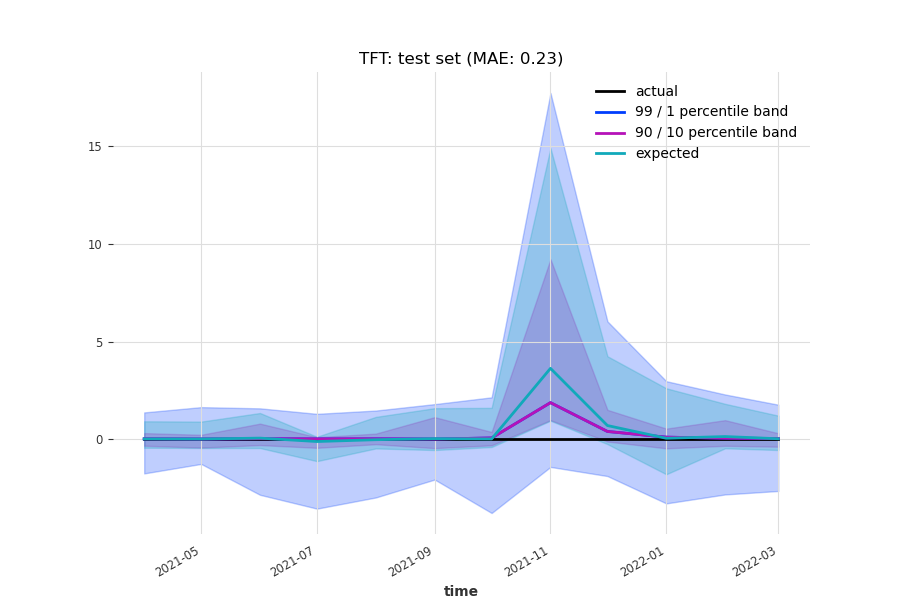 TFT: test set (MAE: 0.23)
actual
99 / 1 percentile band
90 / 10 percentile band
expected
15
10
5
0
2021-05
2021-07
2021-09
2021-11
2022-01
2022-03
time